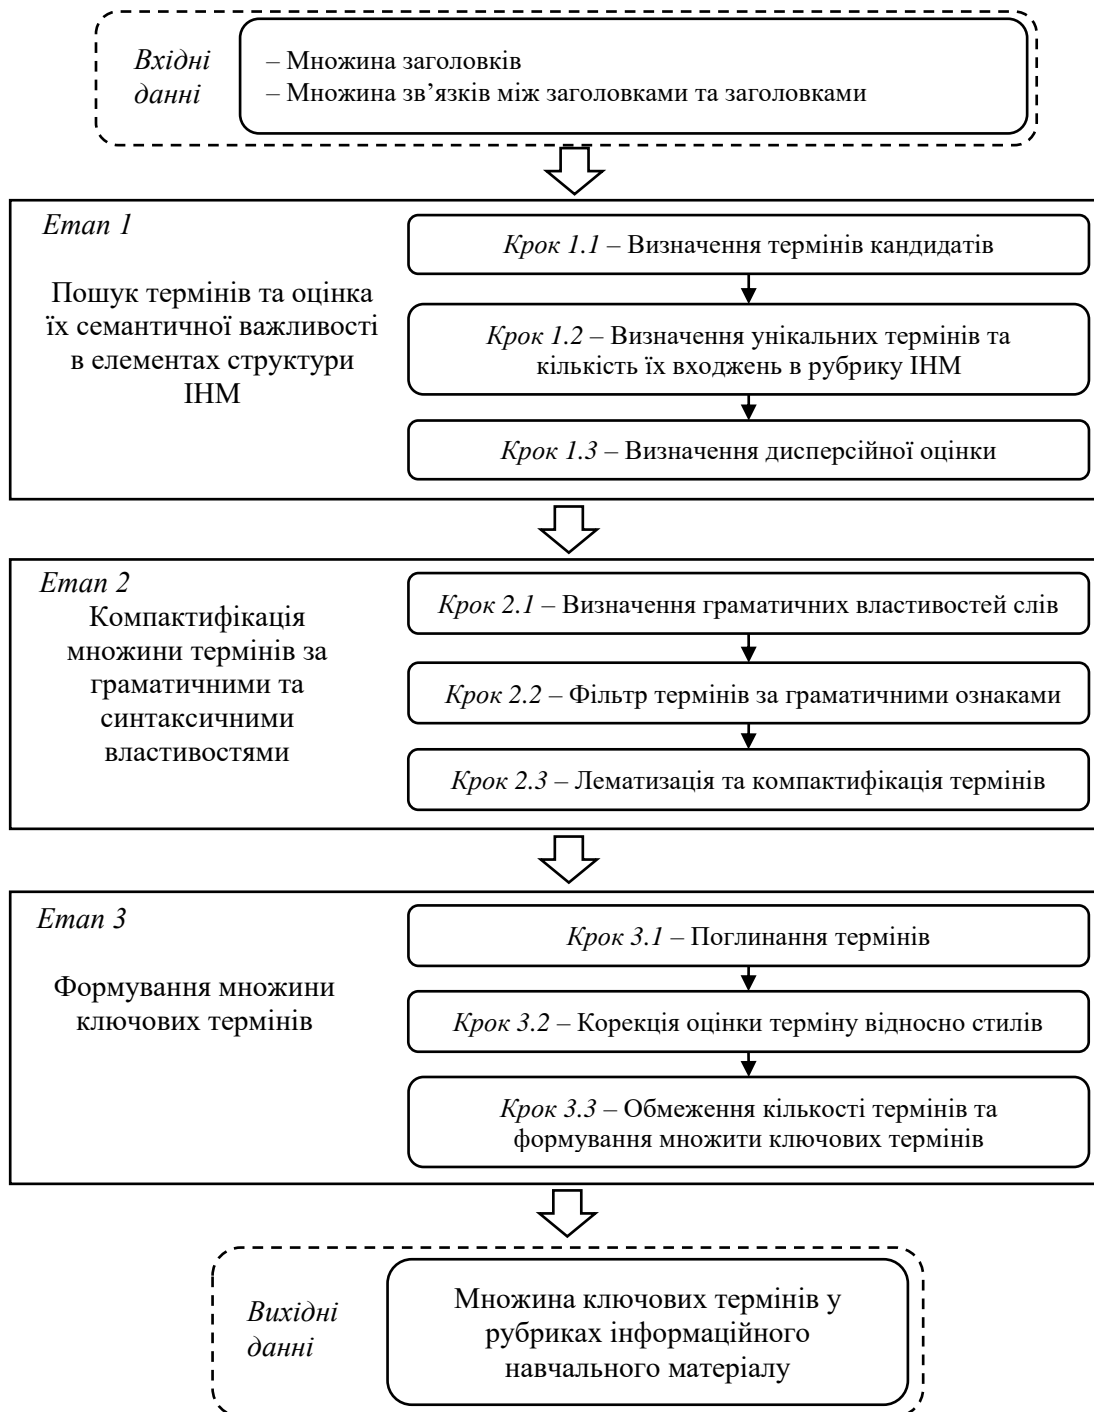 Вхідні
данні
– Множина заголовків
– Множина зв’язків між заголовками та заголовками
Етап 1
Пошук термінів та оцінка
їх семантичної важливості
в елементах структури
ІНМ
Крок 1.1 – Визначення термінів кандидатів
Крок 1.2 – Визначення унікальних термінів та
кількість їх входжень в рубрику ІНМ
Крок 1.3 – Визначення дисперсійної оцінки
Етап 2
Компактифікація
множини термінів за
граматичними та
синтаксичними
властивостями
Крок 2.1 – Визначення граматичних властивостей слів
Крок 2.2 – Фільтр термінів за граматичними ознаками
Крок 2.3 – Лематизація та компактифікація термінів
Етап 3
Формування множини
ключових термінів
Крок 3.1 – Поглинання термінів
Крок 3.2 – Корекція оцінки терміну відносно стилів
Крок 3.3 – Обмеження кількості термінів та
формування множити ключових термінів
Вихідні
данні
Множина ключових термінів у
рубриках інформаційного
навчального матеріалу